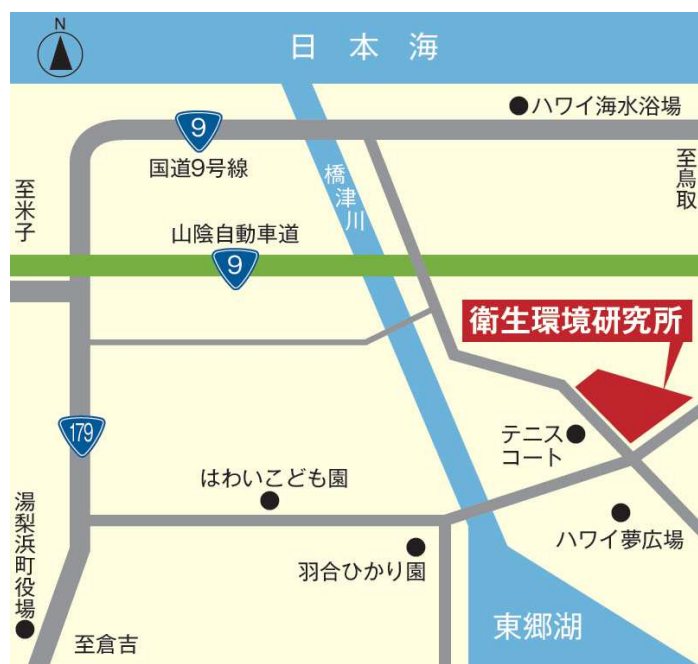 N
日本海
ハワイ海水浴場
9
国道9号線
至鳥取
橋津川
至米子
山陰自動車道
9
衛生環境研究所
179
テニス
コート
はわいこども園
湯梨浜町役場
ハワイ夢広場
羽合ひかり園
東郷湖
至倉吉